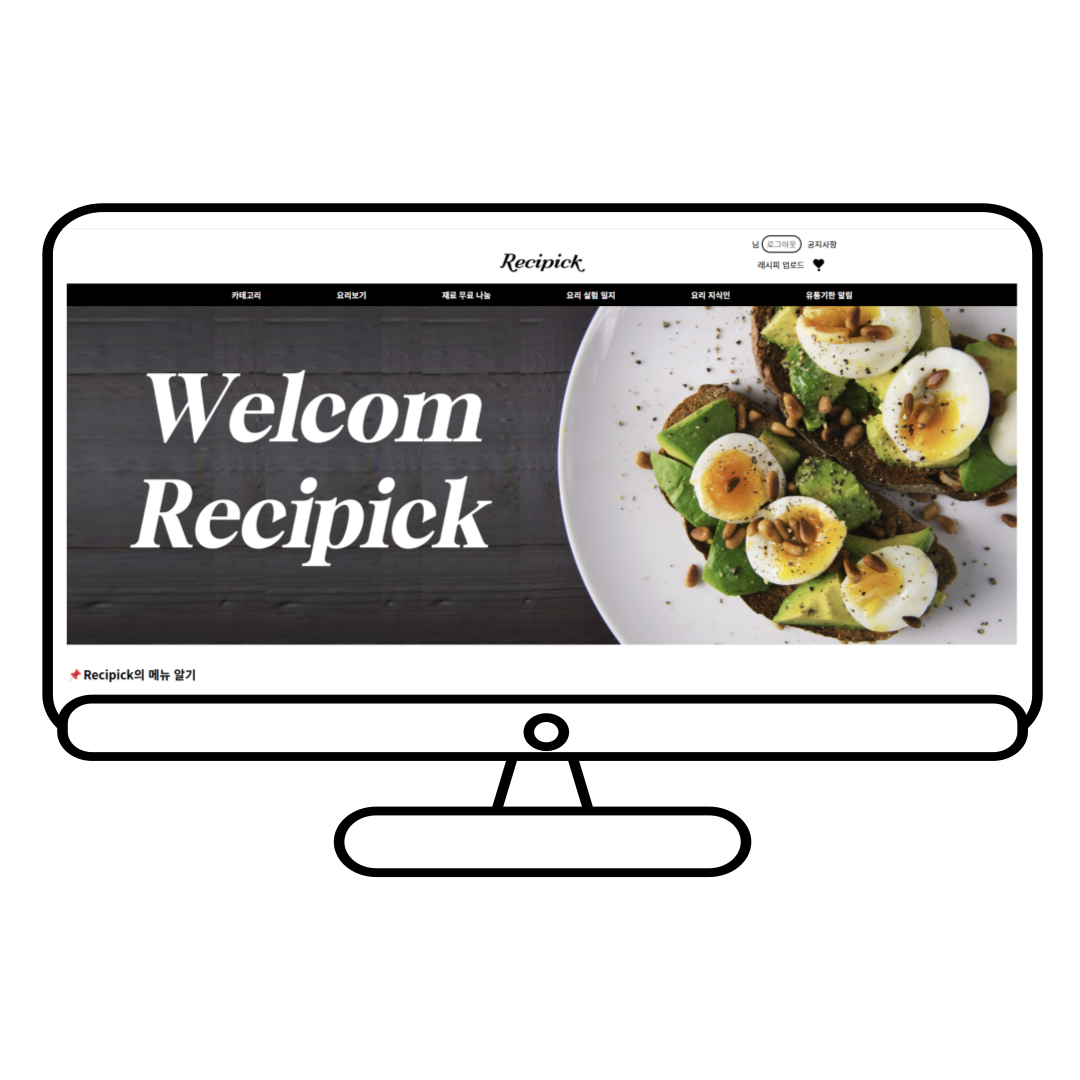 님 로그아웃 공지사항
Recipick
레시피 업로드
카테고리 요리보기 재료 무료 나눔 요리 실험 일지 요리 지식인 유통기한 알림
Welcom
Recipick
Recipick의 메뉴 알기